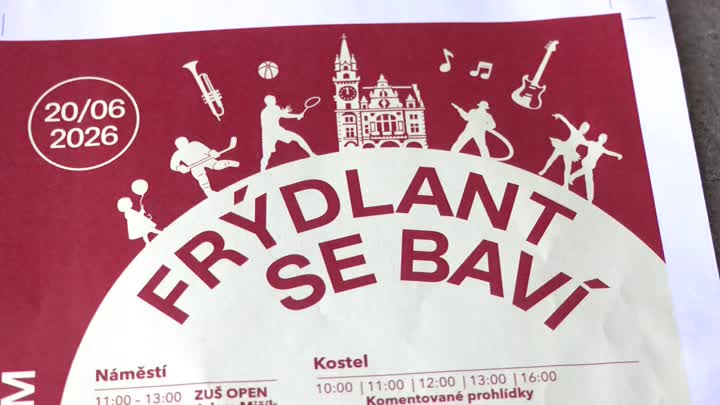 20/06
2026
FRÝDLANT
SE BAVÍ
Náměstí
11:00 - 13:00 ZUŠ OPEN
Kostel
10:00 | 11:00 | 12:00 | 13:00 | 16:00
Komentované prohlídky